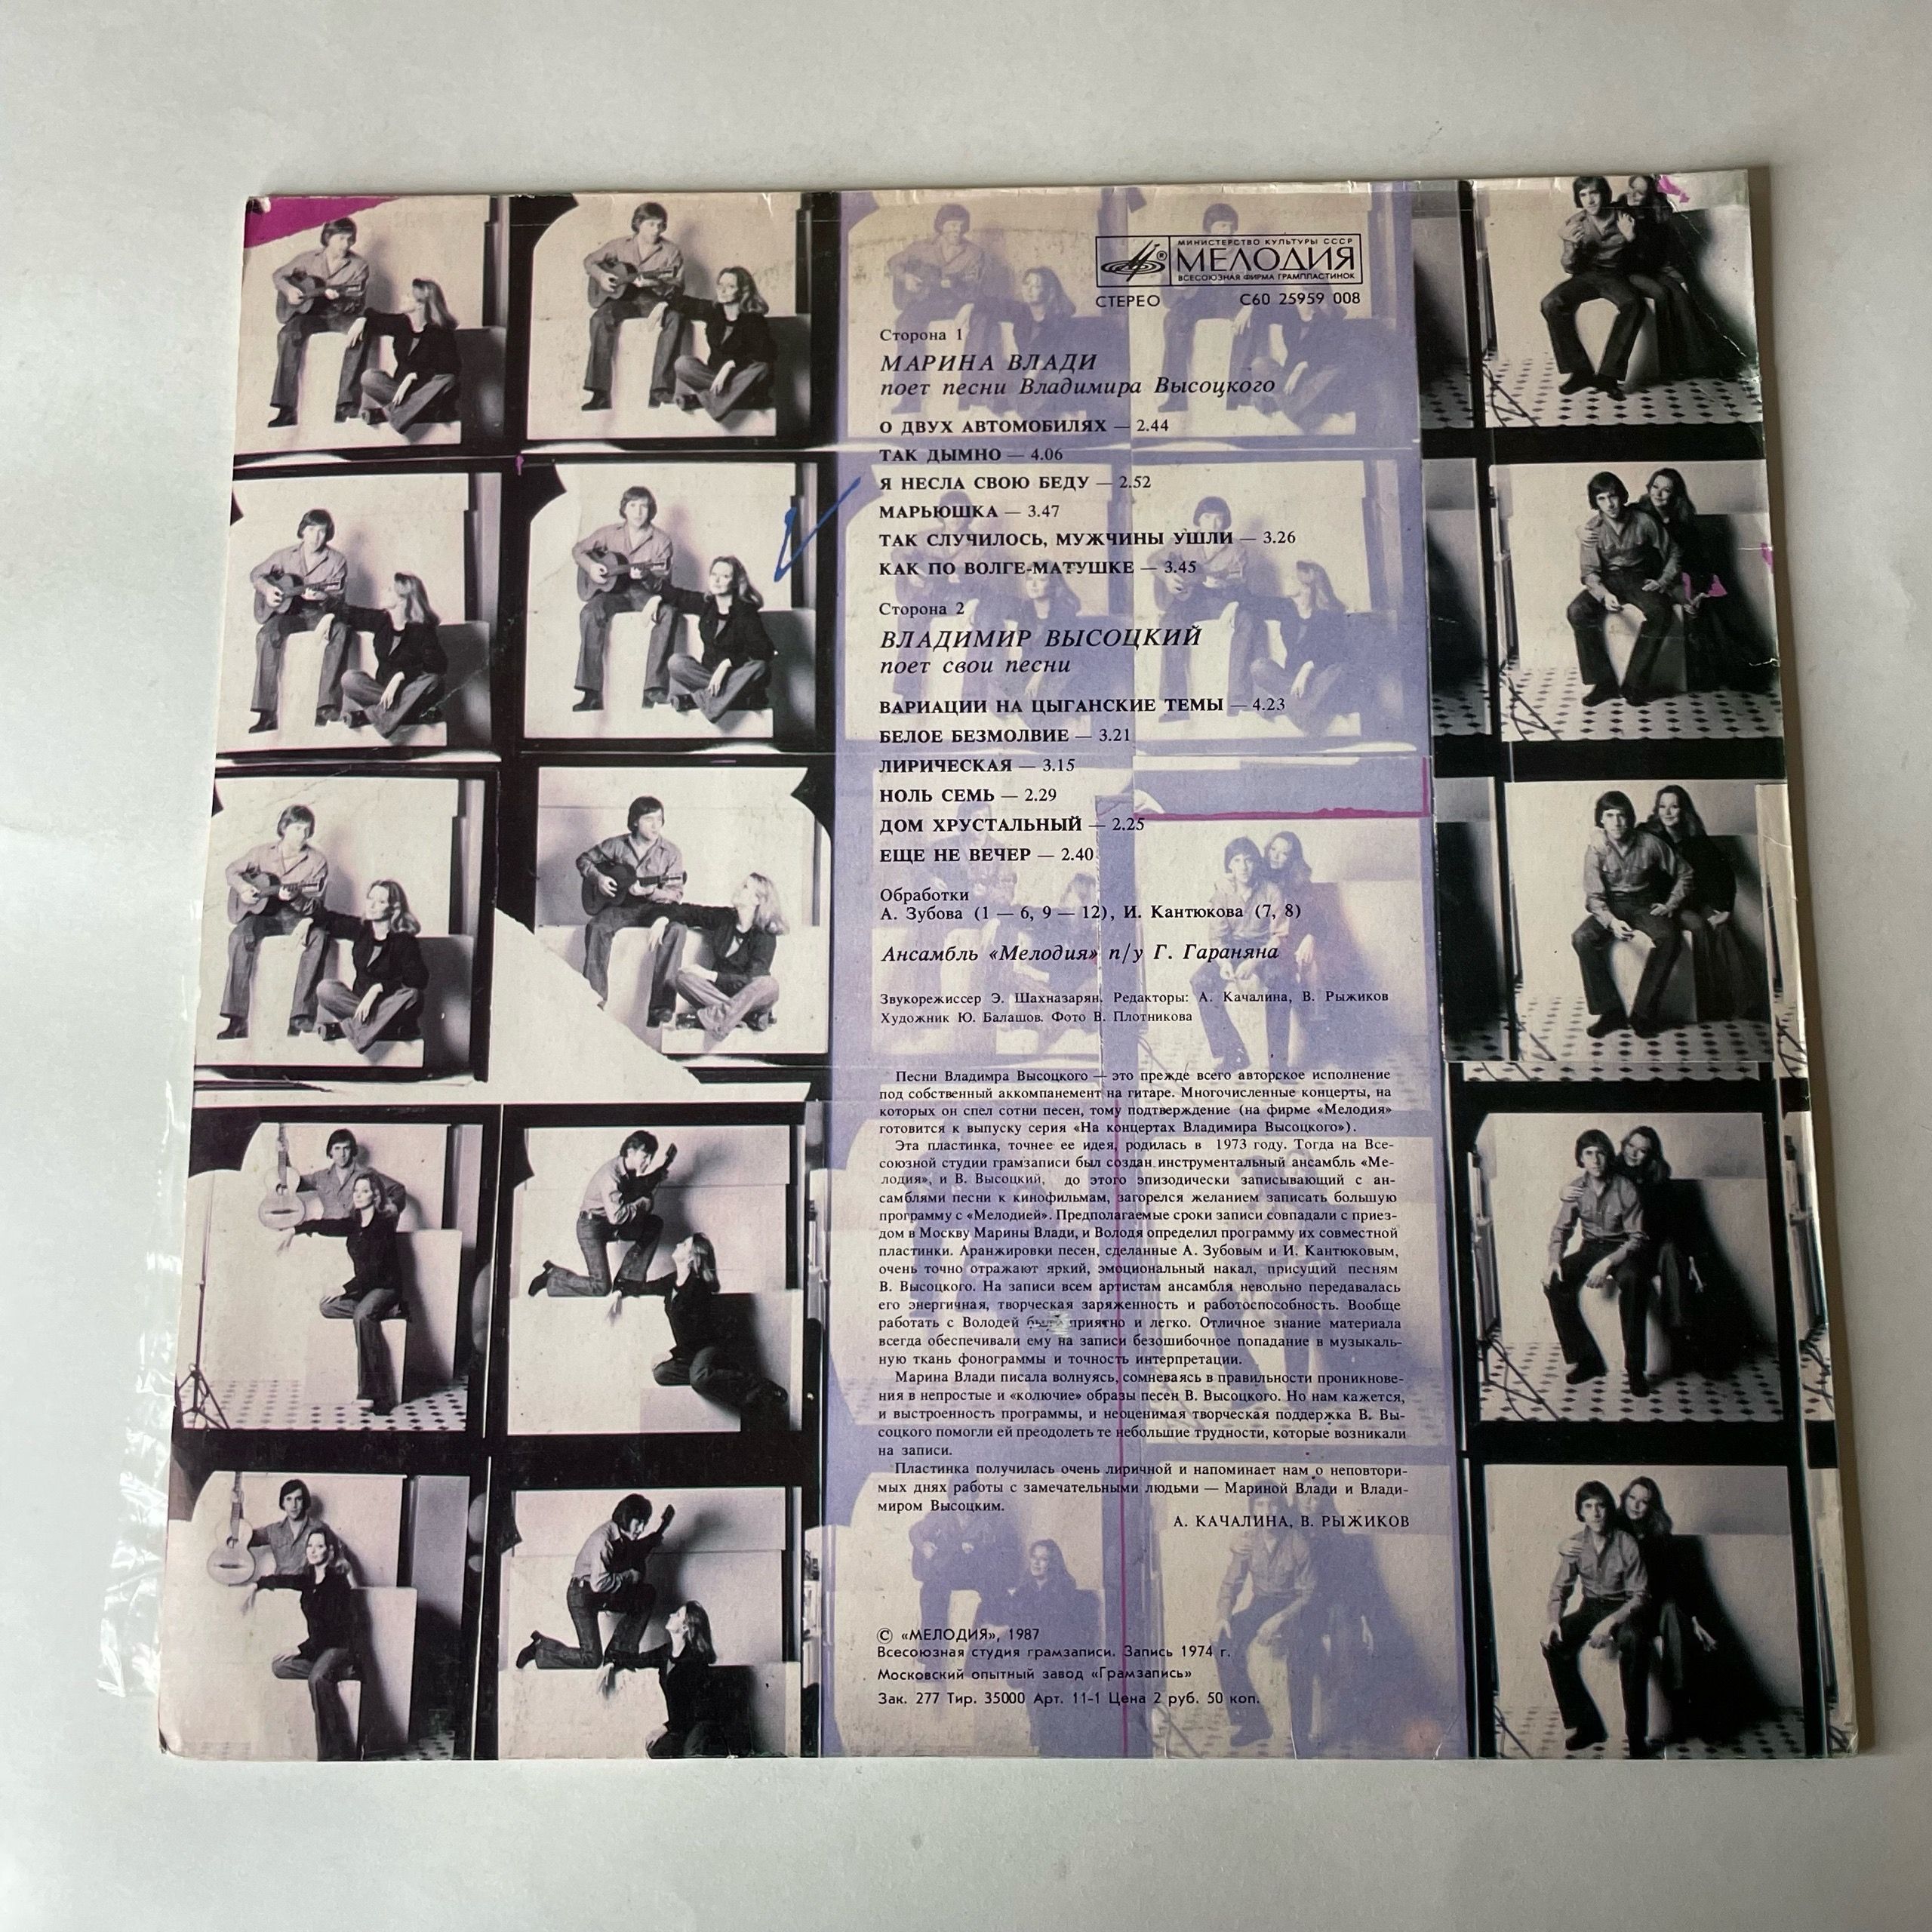 МИНИСТЕРСТВО КУЛЬТУРЫ СССР
МЕЛОДИЯ
ВСЕСОЮЗНАЯ ФИРМА ГРАМПЛАСТИНОК
СТЕРЕО С60 25959 008
Сторона 1
МАРИНА ВЛАДИ
поет песни Владимира Высоцкого
О ДВУХ АВТОМОБИЛЯХ — 2.44
ТАК ДЫМНО — 4.06
Я НЕСЛА СВОЮ БЕДУ — 2.52
МАРЬЮШКА — 3.47
ТАК СЛУЧИЛОСЬ, МУЖЧИНЫ УШЛИ — 3.26
КАК ПО ВОЛГЕ-МАТУШКЕ — 3.45
Сторона 2
ВЛАДИМИР ВЫСОЦКИЙ
поет свои песни
ВАРИАЦИИ НА ЦЫГАНСКИЕ ТЕМЫ — 4.23
БЕЛОЕ БЕЗМОЛВИЕ — 3.21
ЛИРИЧЕСКАЯ — 3.15
НОЛЬ СЕМЬ — 2.29
ДОМ ХРУСТАЛЬНЫЙ — 2.25
ЕЩЕ НЕ ВЕЧЕР — 2.40
Обработки
А. Зубова (1 — 6, 9 — 12), И. Кантюкова (7, 8)
Ансамбль «Мелодия» п/у Г. Гараняна
Звукорежиссер Э. Шахназарян. Редакторы: А. Качалина, В. Рыжиков
Художник Ю. Балашов. Фото В. Плотникова
Песни Владимра Высоцкого — это прежде всего авторское исполнение
под собственный аккомпанемент на гитаре. Многочисленные концерты, на
которых он спел сотни песен, тому подтверждение (на фирме «Мелодия»
готовится к выпуску серия «На концертах Владимира Высоцкого»).
Эта пластинка, точнее ее идея, родилась в 1973 году. Тогда на Все-
союзной студии грамзаписи был создан инструментальный ансамбль «Ме-
лодия», и В. Высоцкий, до этого эпизодически записывающий с ан-
самблями песни к кинофильмам, загорелся желанием записать большую
программу с «Мелодией». Предполагаемые сроки записи совпадали с приез-
дом в Москву Марины Влади, и Володя определил программу их совместной
пластинки. Аранжировки песен, сделанные А. Зубовым и И. Кантюковым,
очень точно отражают яркий, эмоциональный накал, присущий песням
В. Высоцкого. На записи всем артистам ансамбля невольно передавалась
его энергичная, творческая заряженность и работоспособность. Вообще
работать с Володей было приятно и легко. Отличное знание материала
всегда обеспечивали ему на записи безошибочное попадание в музыкаль-
ную ткань фонограммы и точность интерпретации.
Марина Влади писала волнуясь, сомневаясь в правильности проникнове-
ния в непростые и «колючие» образы песен В. Высоцкого. Но нам кажется,
и выстроенность программы, и неоценимая творческая поддержка В. Вы-
соцкого помогли ей преодолеть те небольшие трудности, которые возникали
на записи.
Пластинка получилась очень лиричной и напоминает нам о неповтори-
мых днях работы с замечательными людьми — Мариной Влади и Влади-
миром Высоцким.
А. КАЧАЛИНА, В. РЫЖИКОВ
© «МЕЛОДИЯ», 1987
Всесоюзная студия грамзаписи. Запись 1974 г.
Московский опытный завод «Грамзапись»
Зак. 277 Тир. 35000 Арт. 11-1 Цена 2 руб. 50 коп.